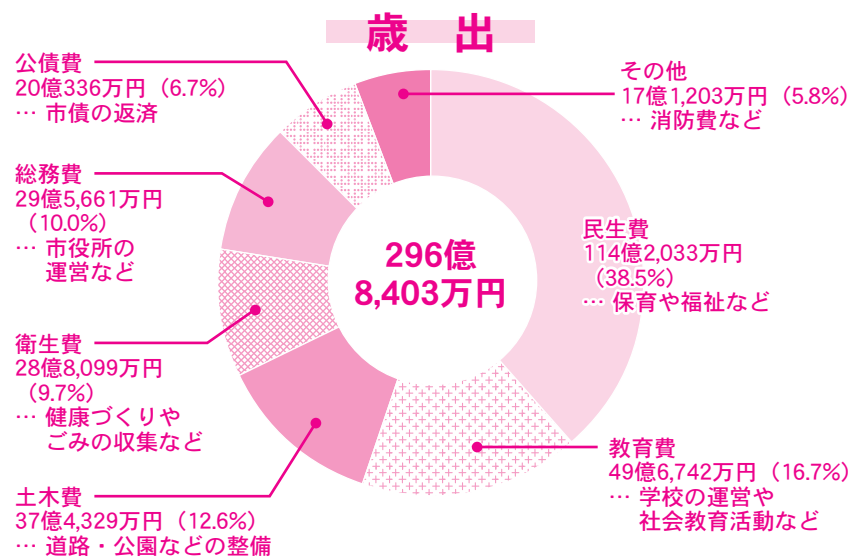 歳 出
公債費
20億336万円（6.7%）
… 市債の返済
総務費
29億5,661万円
（10.0%）
… 市役所の
運営など
衛生費
28億8,099万円
（9.7%）
… 健康づくりや
ごみの収集など
土木費
37億4,329万円（12.6%）
… 道路・公園などの整備
296億
8,403万円
その他
17億1,203万円（5.8%）
… 消防費など
民生費
114億2,033万円
（38.5%）
… 保育や福祉など
教育費
49億6,742万円（16.7%）
… 学校の運営や
社会教育活動など